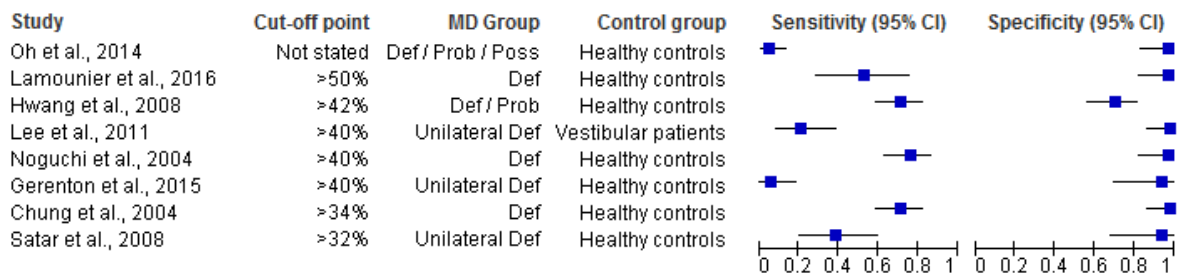 Study Cut-off point MD Group Control group Sensitivity (95% CI) Specificity (95% CI)
Oh et al., 2014 Not stated Def / Prob / Poss Healthy controls
Lamounier et al., 2016 >50% Def Healthy controls
Hwang et al., 2008 >42% Def / Prob Healthy controls
Lee et al., 2011 >40% Unilateral Def Vestibular patients
Noguchi et al., 2004 >40% Def Healthy controls
Gerenton et al., 2015 >40% Unilateral Def Healthy controls
Chung et al., 2004 >34% Def Healthy controls
Satar et al., 2008 >32% Unilateral Def Healthy controls
0 0.2 0.4 0.6 0.8 1 0 0.2 0.4 0.6 0.8 1